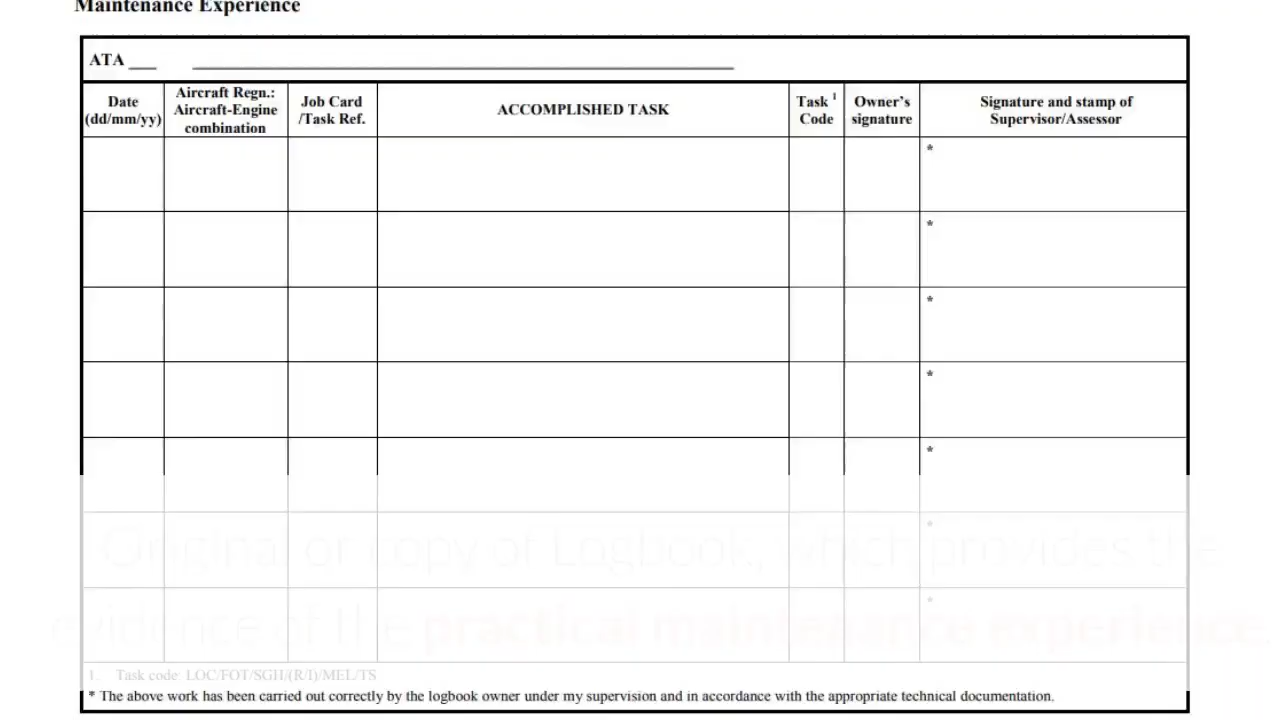 Maintenance Experience
ATA ___ ______________________________
Date
(dd/mm/yy)
Aircraft Regn.:
Aircraft-Engine
combination
Job Card
/Task Ref.
ACCOMPLISHED TASK
Task 1
Code
Owner's
signature
Signature and stamp of
Supervisor/Assessor
*
*
*
*
*
*
*
Original or copy of Logbook, which provides the
evidence of the practical maintenance experience.
1. Task code: LOC/FOT/SGH/(R/I)/MEL/TS
* The above work has been carried out correctly by the logbook owner under my supervision and in accordance with the appropriate technical documentation.